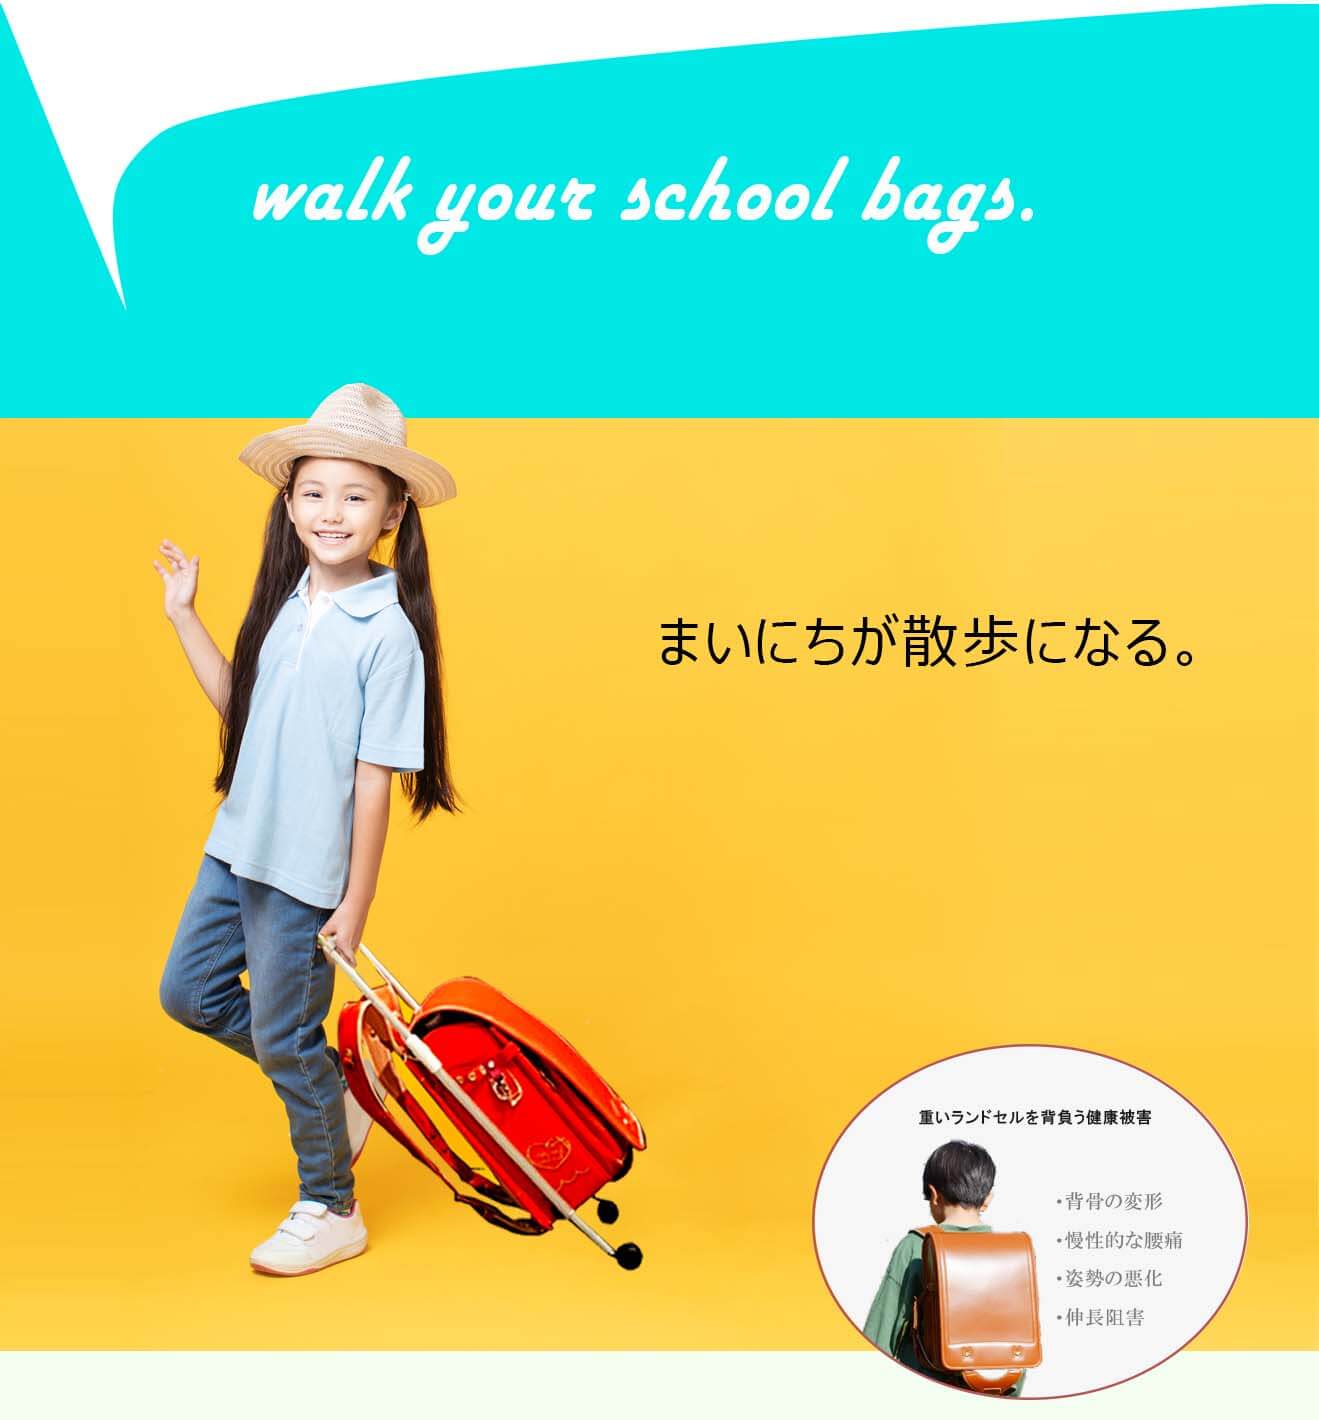 walk your school bags.
まいにちが散歩になる。
重いランドセルを背負う健康被害
・背骨の変形
・慢性的な腰痛
・姿勢の悪化
・伸長阻害